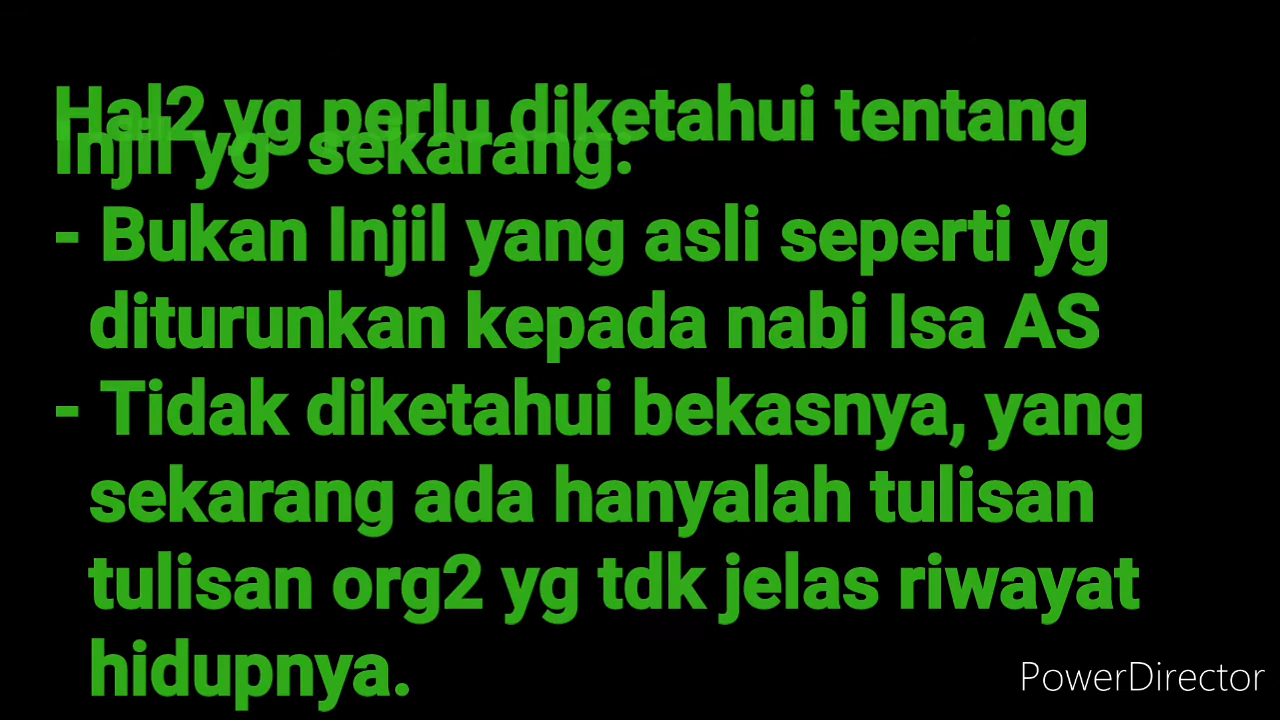 Hal2 yg perlu diketahui tentang
Injil yg sekarang:
- Bukan Injil yang asli seperti yg
diturunkan kepada nabi Isa AS
- Tidak diketahui bekasnya, yang
sekarang ada hanyalah tulisan
tulisan org2 yg tdk jelas riwayat
hidupnya.
PowerDirector